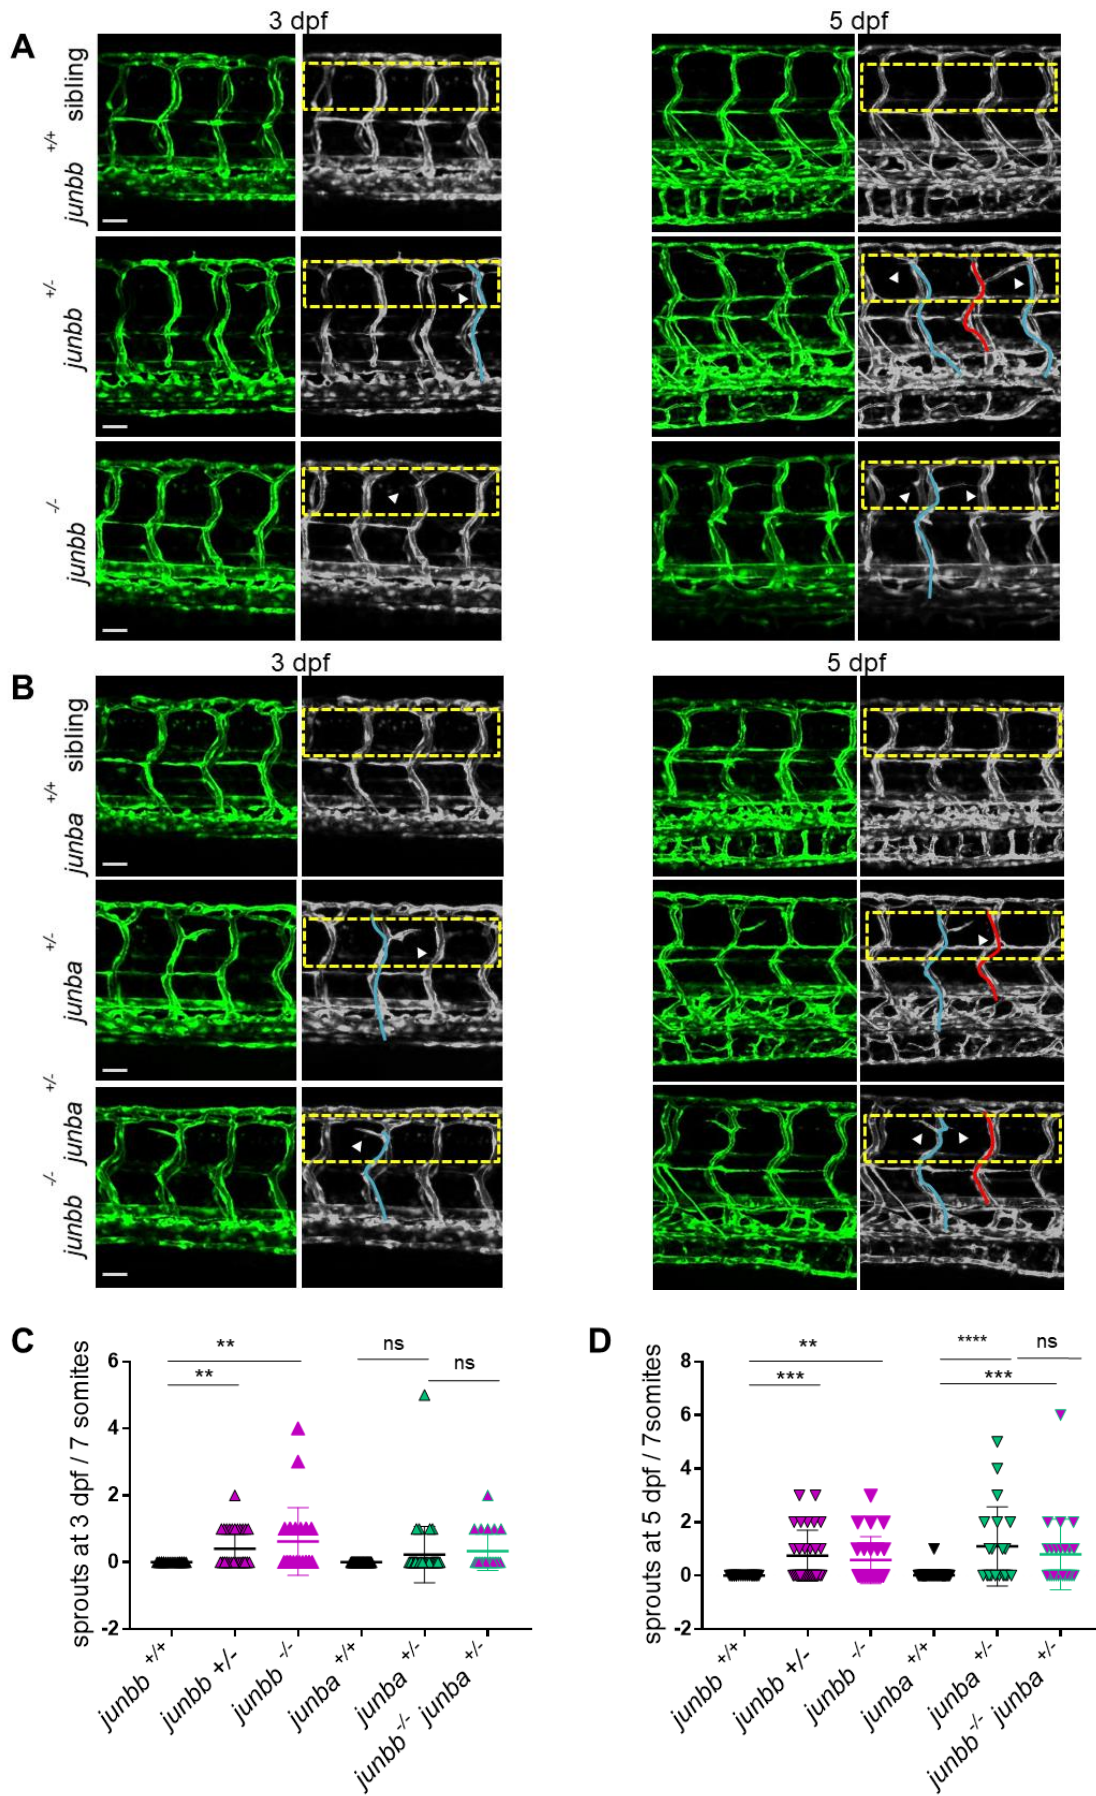 A
3 dpf
5 dpf
junbb +/+ sibling
junbb +/-
junbb -/-
B
3 dpf
5 dpf
junba +/+ sibling
junba +/-
junbb -/- junba +/-
C
sprouts at 3 dpf / 7 somites
6
4
2
0
-2
**
**
ns
ns
junbb +/+
junbb +/-
junbb -/-
junba +/+
junba +/-
junbb-/- junba +/-
D
sprouts at 5 dpf / 7somites
8
6
4
2
0
-2
**
***
****
ns
***
junbb +/+
junbb +/-
junbb -/-
junba +/+
junba +/-
junbb-/- junba +/-